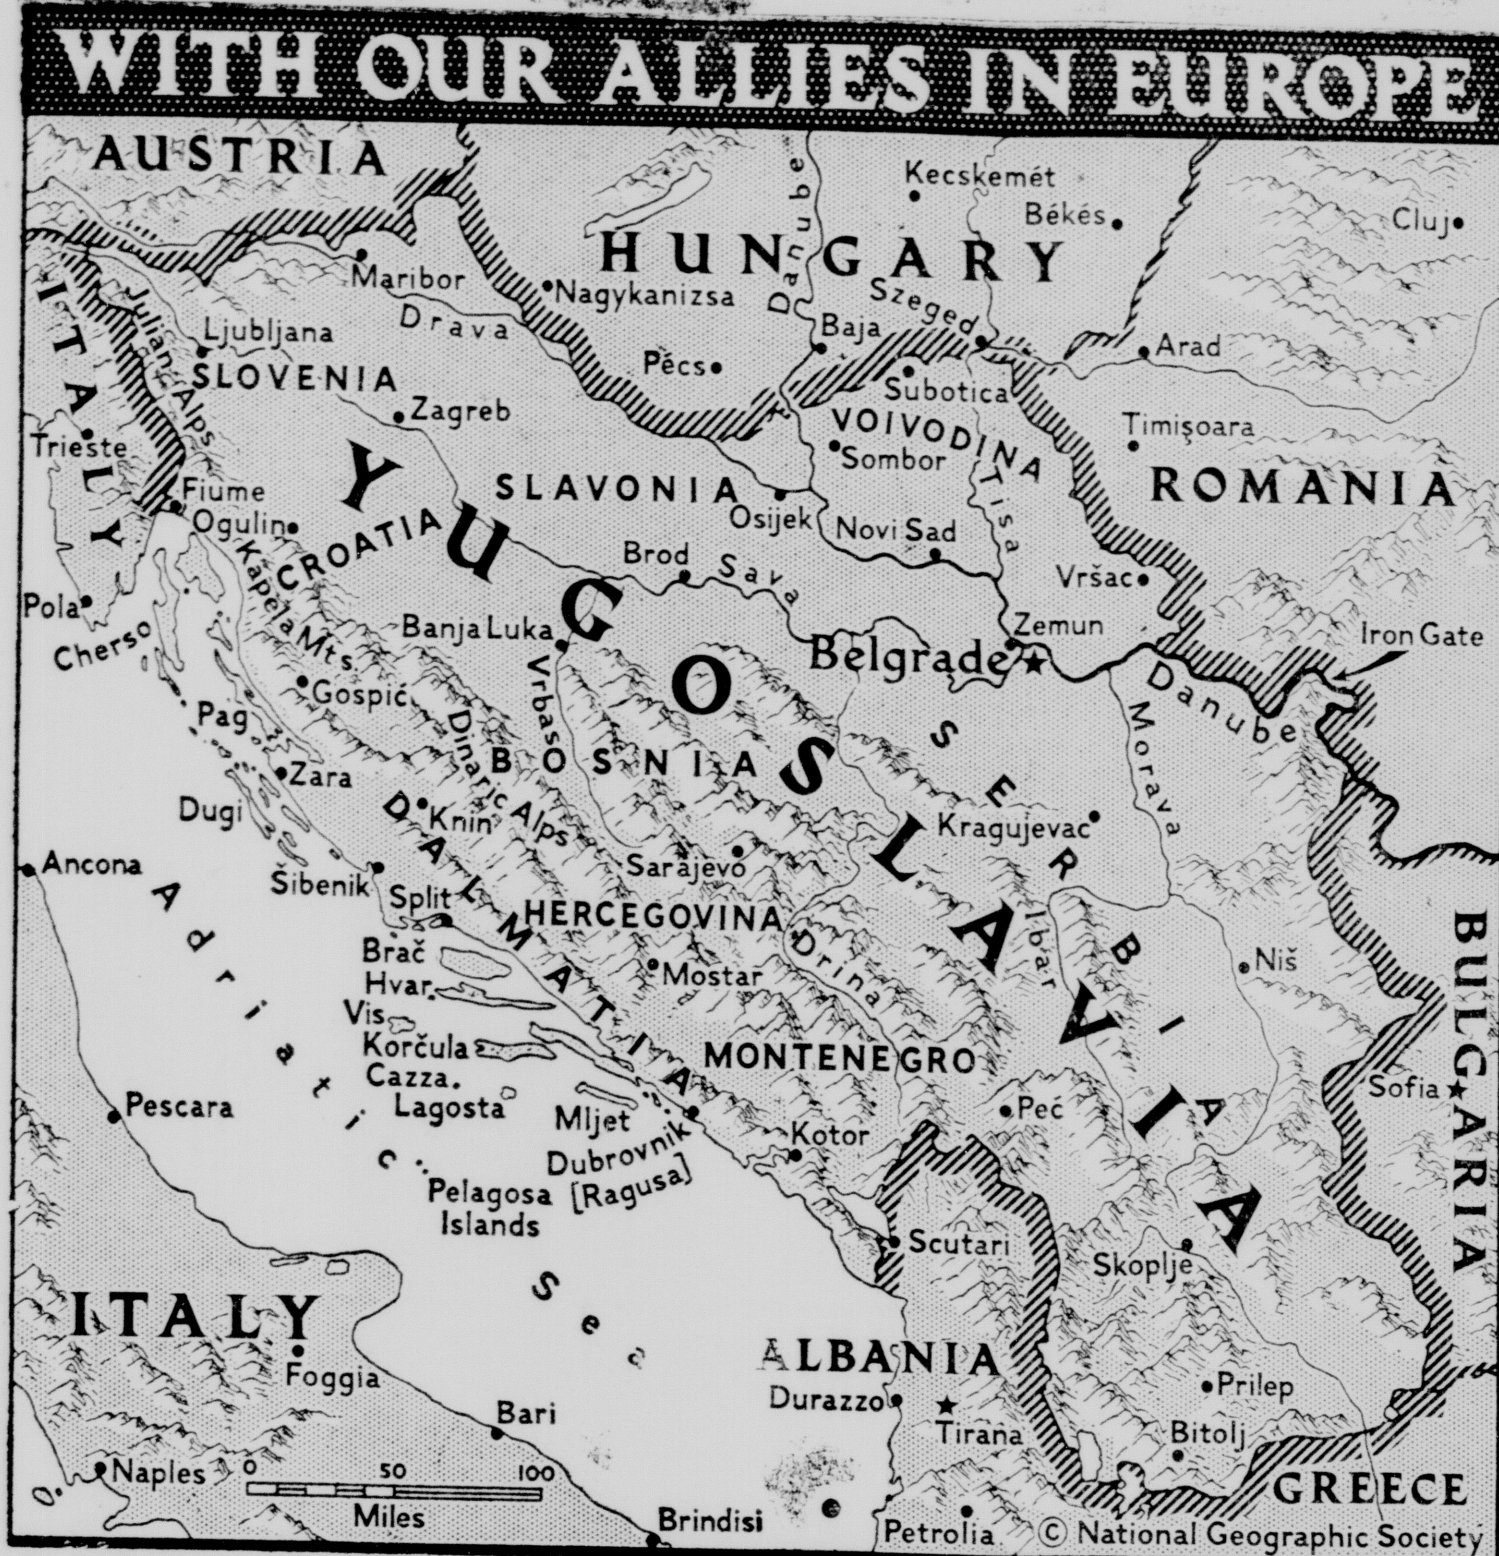 WITH OUR ALLIES IN EUROPE
AUSTRIA
Danube
Kecskemét
Békés
Cluj
HUNGARY
ITALY
Maribor
Nagykanizsa
Szeged
Julian Alps
Ljubljana
Drava
Baja
Arad
Pécs
SLOVENIA
Subotica
Zagreb
VOIVODINA
Timişoara
Trieste
Sombor
YUGOSLAVIA
SLAVONIA
Tisa
ROMANIA
Fiume
Ogulin
CROATIA
Osijek
Novi Sad
Brod
Sava
Vršac
Kapela Mts.
Pola
Cherso
Banja Luka
Zemun
Iron Gate
Belgrade
Vrbas
Gospić
Danube
Pag
Dinaric Alps
Morava
BOSNIA
SERBIA
Zara
Dugi
DALMATIA
Knin
Kragujevac
Ancona
Sarajevo
Šibenik
Split
Adriatic Sea
HERCEGOVINA
Ibar
BULGARIA
Brač
Drina
Niš
Hvar
Mostar
Vis
Korčula
MONTENEGRO
Cazza
Sofia
Lagosta
Pescara
Mljet
Peć
Kotor
Dubrovnik
[Ragusa]
Pelagosa
Islands
Scutari
Skoplje
ITALY
ALBANIA
Foggia
Durazzo
Prilep
Bari
Tirana
Bitolj
Naples
0 50 100
Miles
GREECE
Brindisi
Petrolia
© National Geographic Society